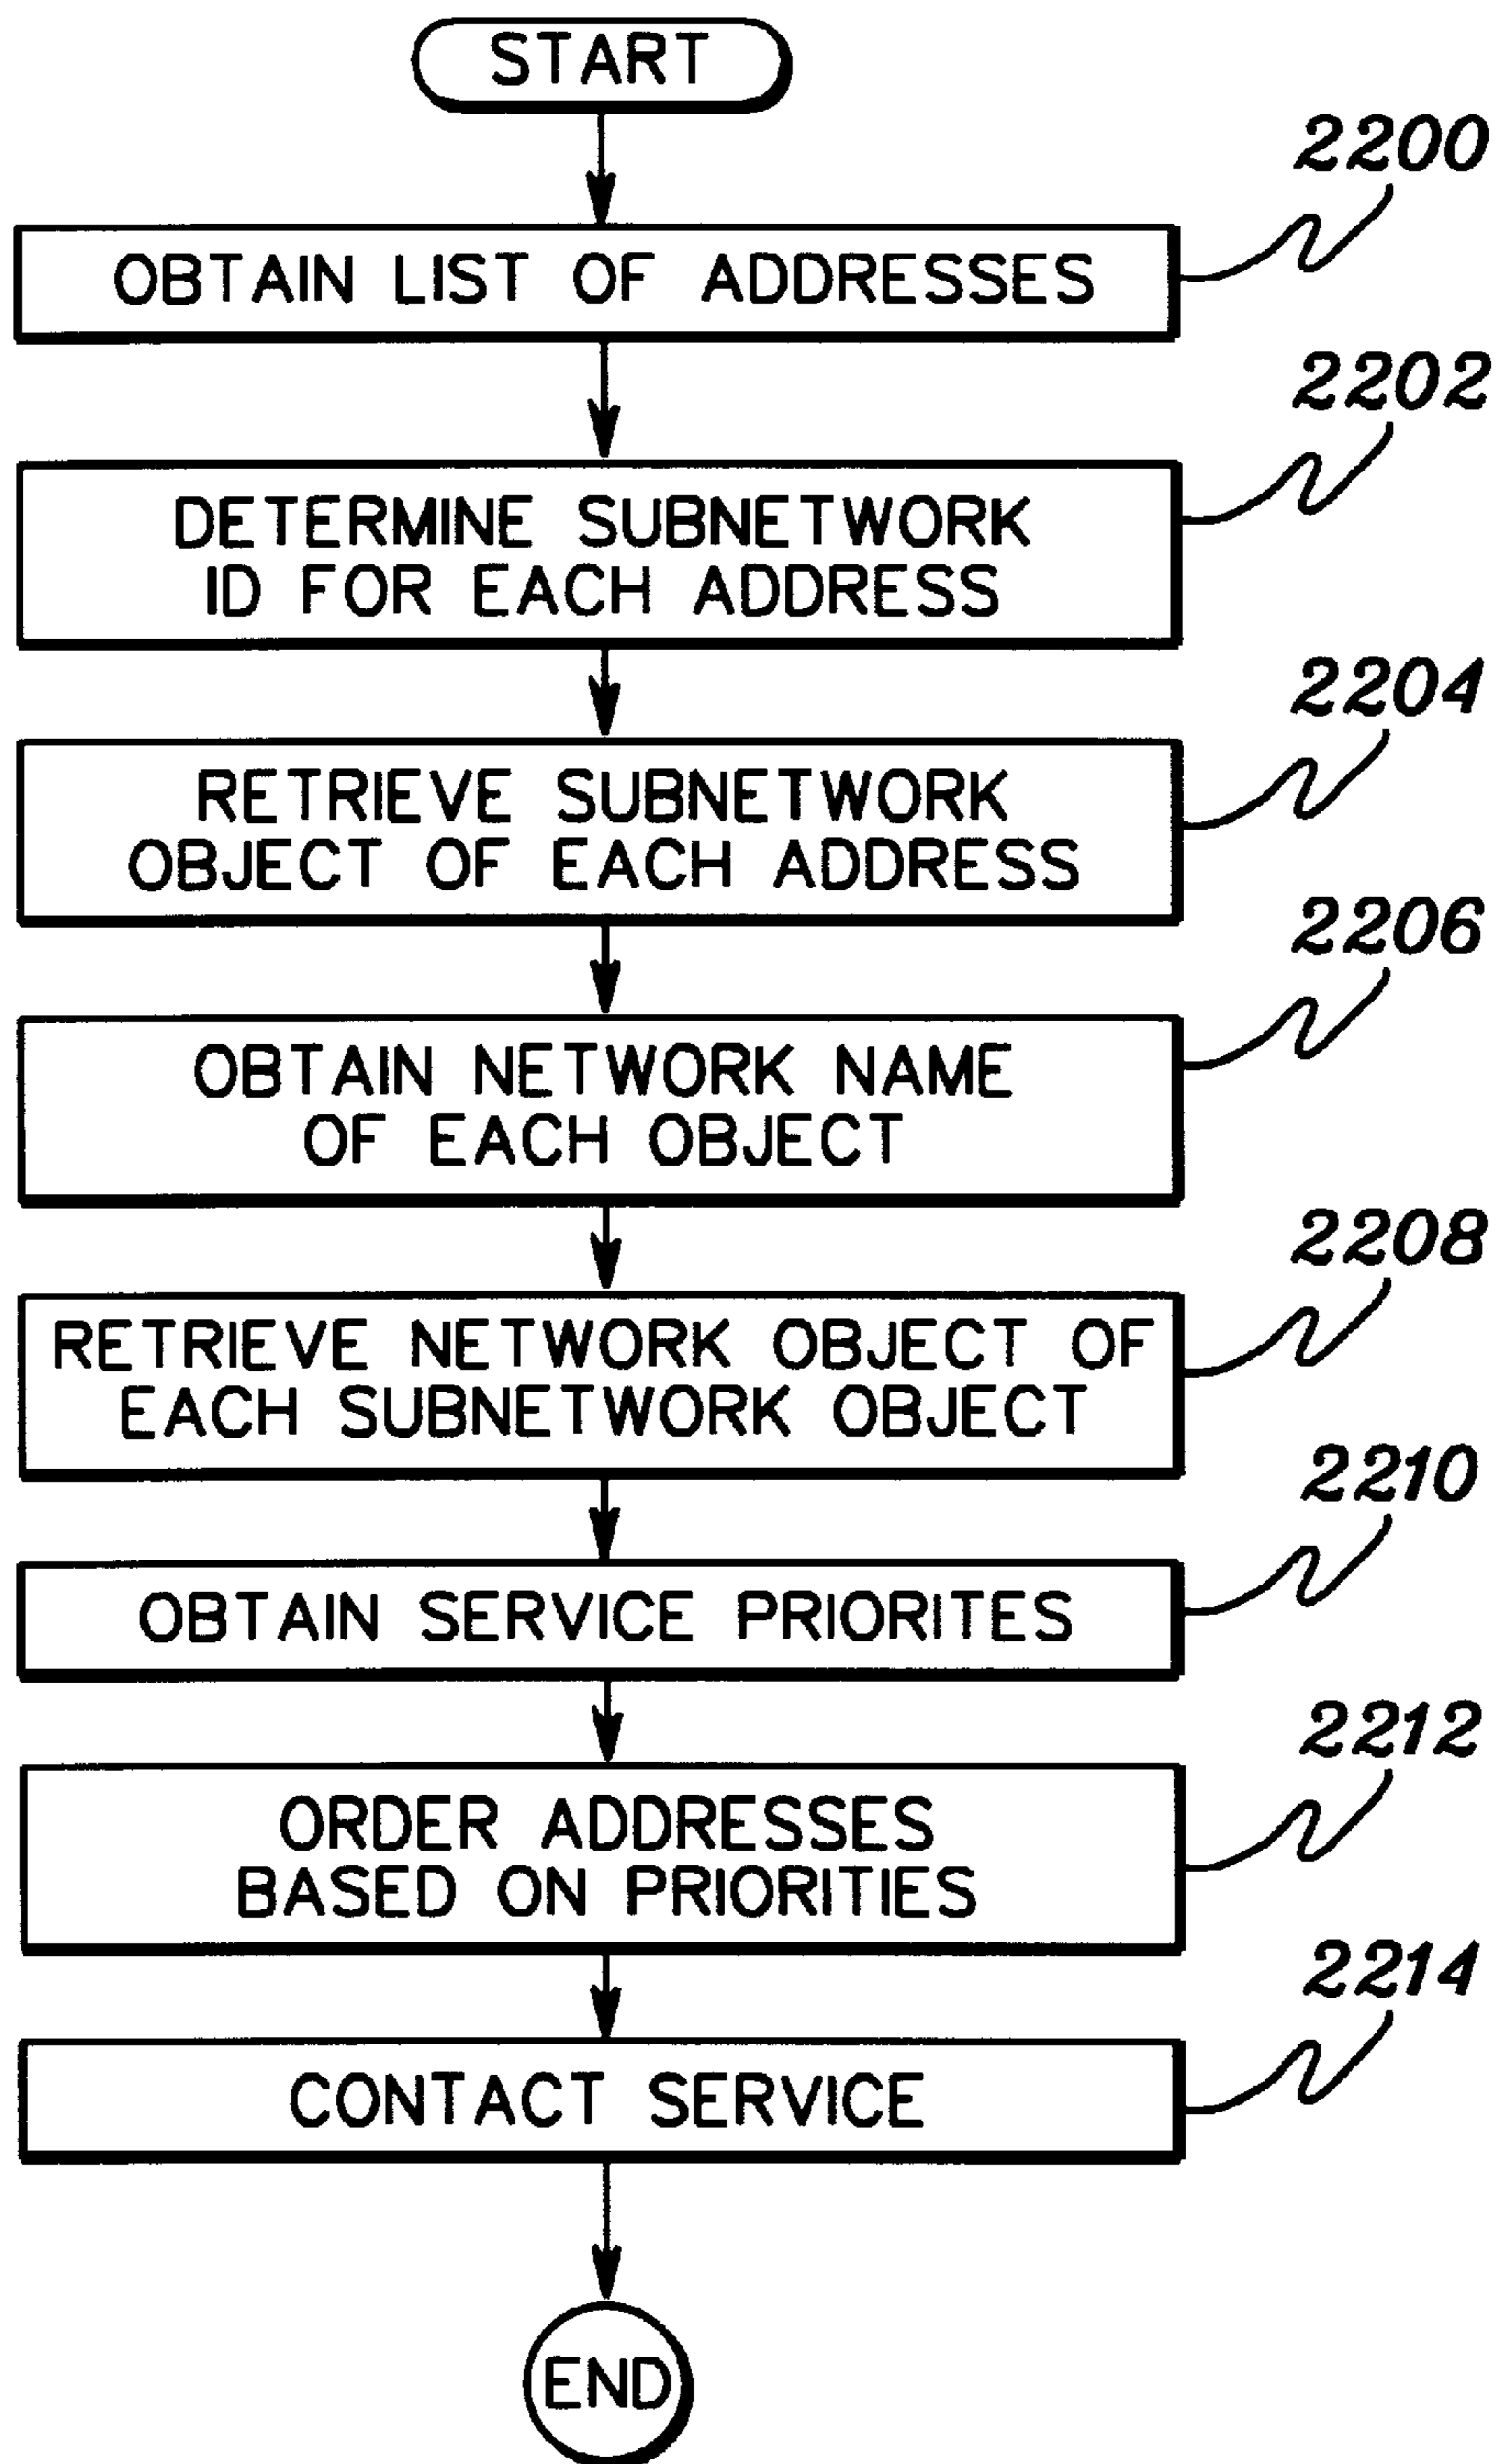 START
2200
OBTAIN LIST OF ADDRESSES
2202
DETERMINE SUBNETWORK
ID FOR EACH ADDRESS
2204
RETRIEVE SUBNETWORK
OBJECT OF EACH ADDRESS
2206
OBTAIN NETWORK NAME
OF EACH OBJECT
2208
RETRIEVE NETWORK OBJECT OF
EACH SUBNETWORK OBJECT
2210
OBTAIN SERVICE PRIORITES
2212
ORDER ADDRESSES
BASED ON PRIORITIES
2214
CONTACT SERVICE
END